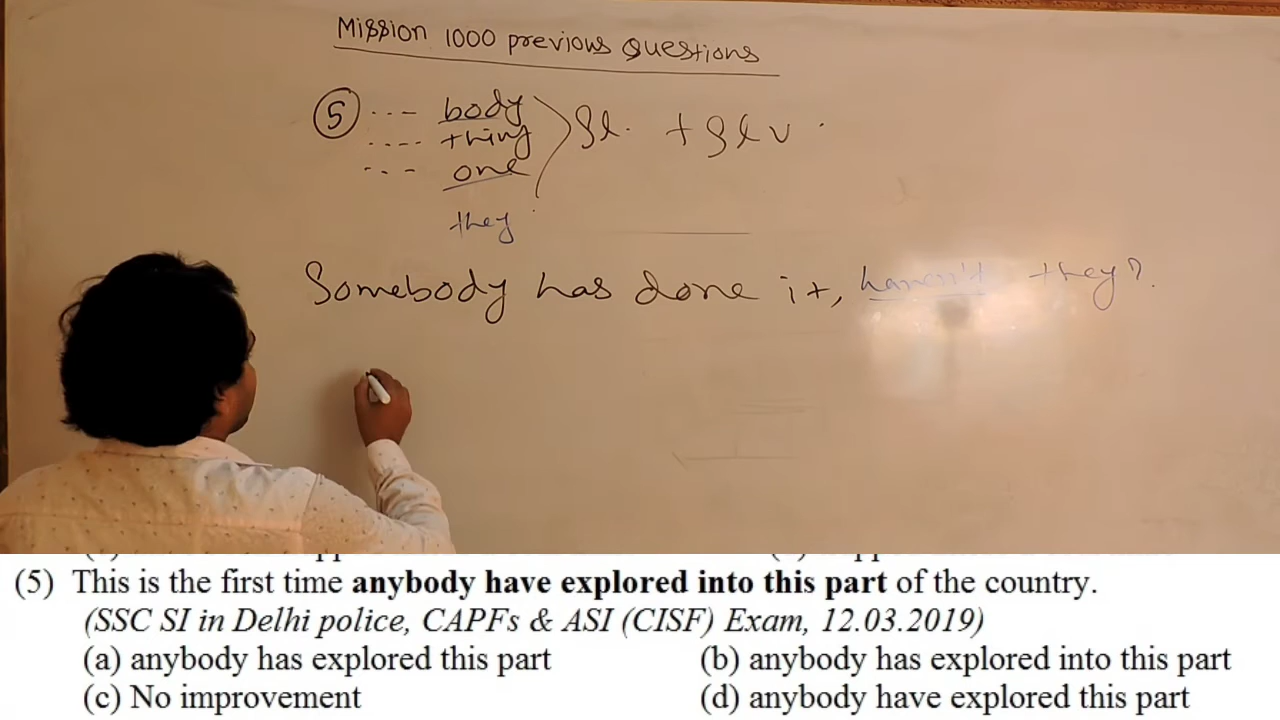 Mission 1000 previous Questions
(5) ... body
.... thing
... one
Sl. + Sl v.
they
Somebody has done it, haven't they?
(5) This is the first time anybody have explored into this part of the country.
(SSC SI in Delhi police, CAPFs & ASI (CISF) Exam, 12.03.2019)
(a) anybody has explored this part
(b) anybody has explored into this part
(c) No improvement
(d) anybody have explored this part